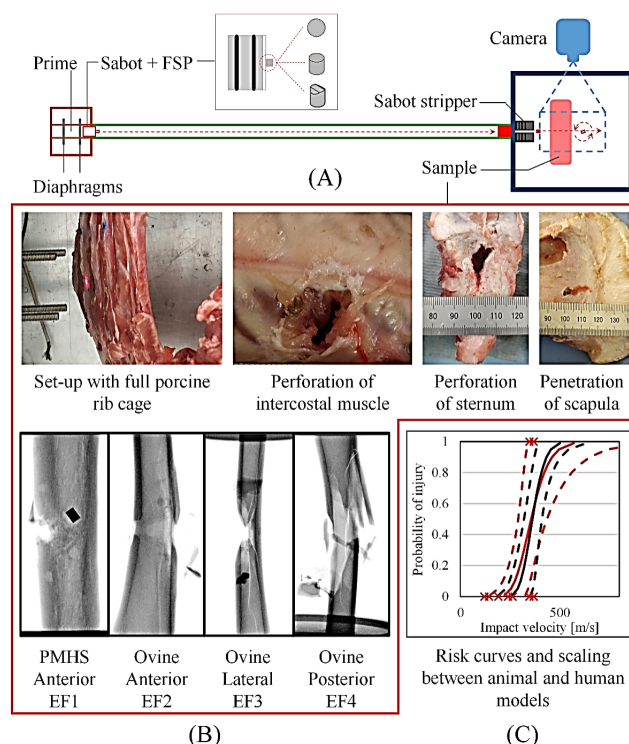 Camera
Prime
Sabot + FSP
Sabot stripper
Diaphragms
(A)
Sample
80 90 100 110 120
90 100 110 120 130
Set-up with full porcine
rib cage
Perforation of
intercostal muscle
Perforation
of sternum
Penetration
of scapula
PMHS
Anterior
EF1
Ovine
Anterior
EF2
Ovine
Lateral
EF3
Ovine
Posterior
EF4
(B)
Probability of injury
1
0.8
0.6
0.4
0.2
0
0
500
Impact velocity [m/s]
Risk curves and scaling
between animal and human
models
(C)